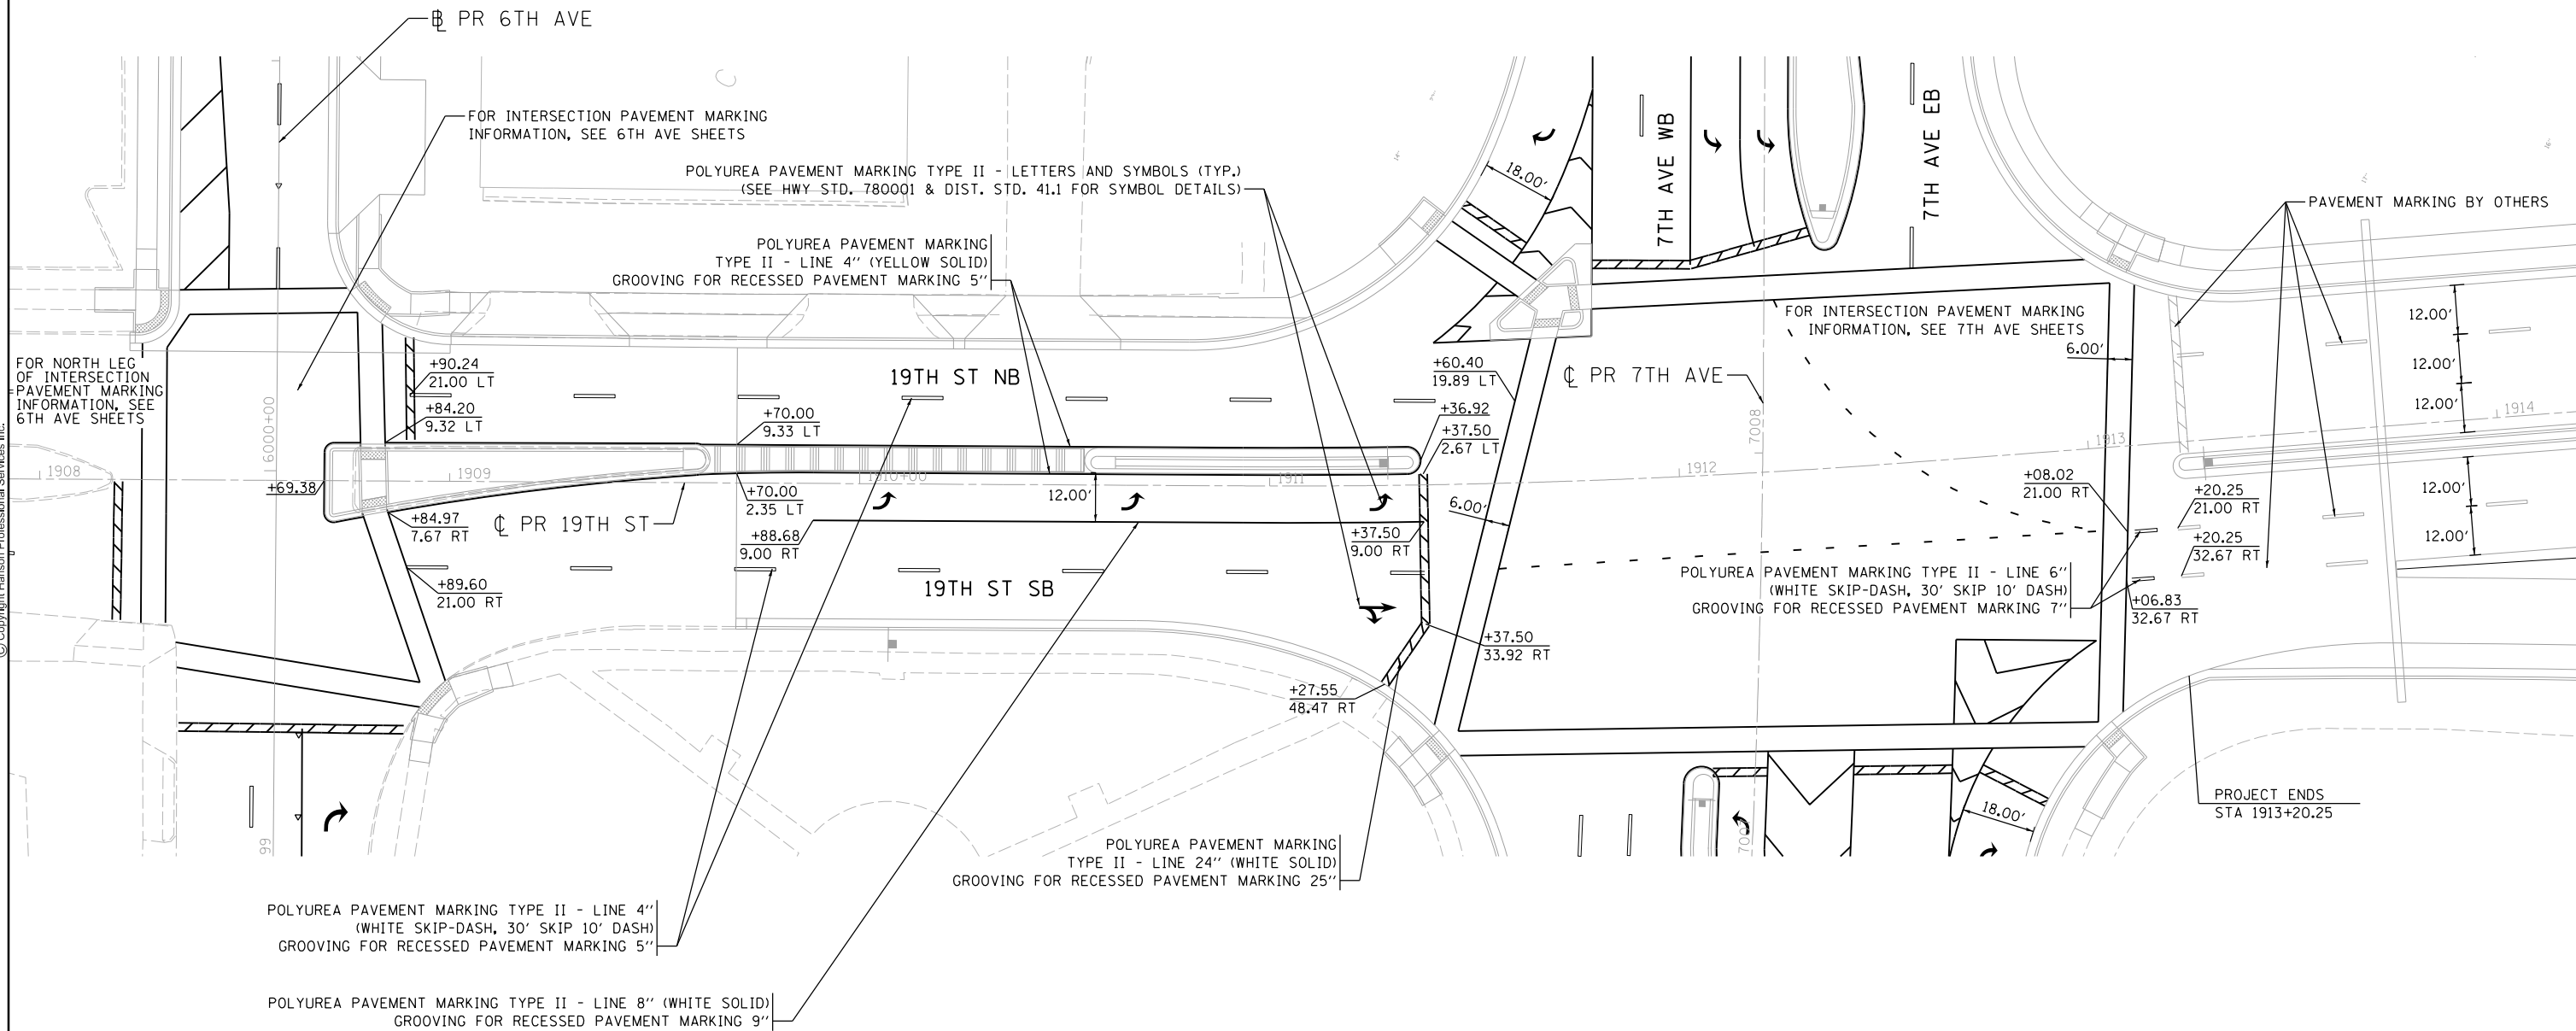 ℄ PR 6TH AVE
FOR INTERSECTION PAVEMENT MARKING
INFORMATION, SEE 6TH AVE SHEETS
POLYUREA PAVEMENT MARKING TYPE II - LETTERS AND SYMBOLS (TYP.)
(SEE HWY STD. 780001 & DIST. STD. 41.1 FOR SYMBOL DETAILS)
POLYUREA PAVEMENT MARKING
TYPE II - LINE 4" (YELLOW SOLID)
GROOVING FOR RECESSED PAVEMENT MARKING 5"
18.00'
7TH AVE WB
7TH AVE EB
PAVEMENT MARKING BY OTHERS
FOR INTERSECTION PAVEMENT MARKING
INFORMATION, SEE 7TH AVE SHEETS
6.00'
12.00'
12.00'
12.00'
FOR NORTH LEG
OF INTERSECTION
PAVEMENT MARKING
INFORMATION, SEE
6TH AVE SHEETS
6000+00
+90.24
21.00 LT
+84.20
9.32 LT
19TH ST NB
+70.00
9.33 LT
+60.40
19.89 LT
+36.92
+37.50
2.67 LT
℄ PR 7TH AVE
7008
1908
1909
1910+00
1911
1912
1913
1914
+69.38
+84.97
7.67 RT
℄ PR 19TH ST
+70.00
2.35 LT
12.00'
+88.68
9.00 RT
+37.50
9.00 RT
6.00'
+08.02
21.00 RT
+20.25
21.00 RT
+20.25
32.67 RT
12.00'
12.00'
+89.60
21.00 RT
19TH ST SB
POLYUREA PAVEMENT MARKING TYPE II - LINE 6"
(WHITE SKIP-DASH, 30' SKIP 10' DASH)
GROOVING FOR RECESSED PAVEMENT MARKING 7"
+06.83
32.67 RT
+37.50
33.92 RT
+27.55
48.47 RT
PROJECT ENDS
STA 1913+20.25
18.00'
99
POLYUREA PAVEMENT MARKING
TYPE II - LINE 24" (WHITE SOLID)
GROOVING FOR RECESSED PAVEMENT MARKING 25"
POLYUREA PAVEMENT MARKING TYPE II - LINE 4"
(WHITE SKIP-DASH, 30' SKIP 10' DASH)
GROOVING FOR RECESSED PAVEMENT MARKING 5"
POLYUREA PAVEMENT MARKING TYPE II - LINE 8" (WHITE SOLID)
GROOVING FOR RECESSED PAVEMENT MARKING 9"
© Copyright Hanson Professional Services Inc.